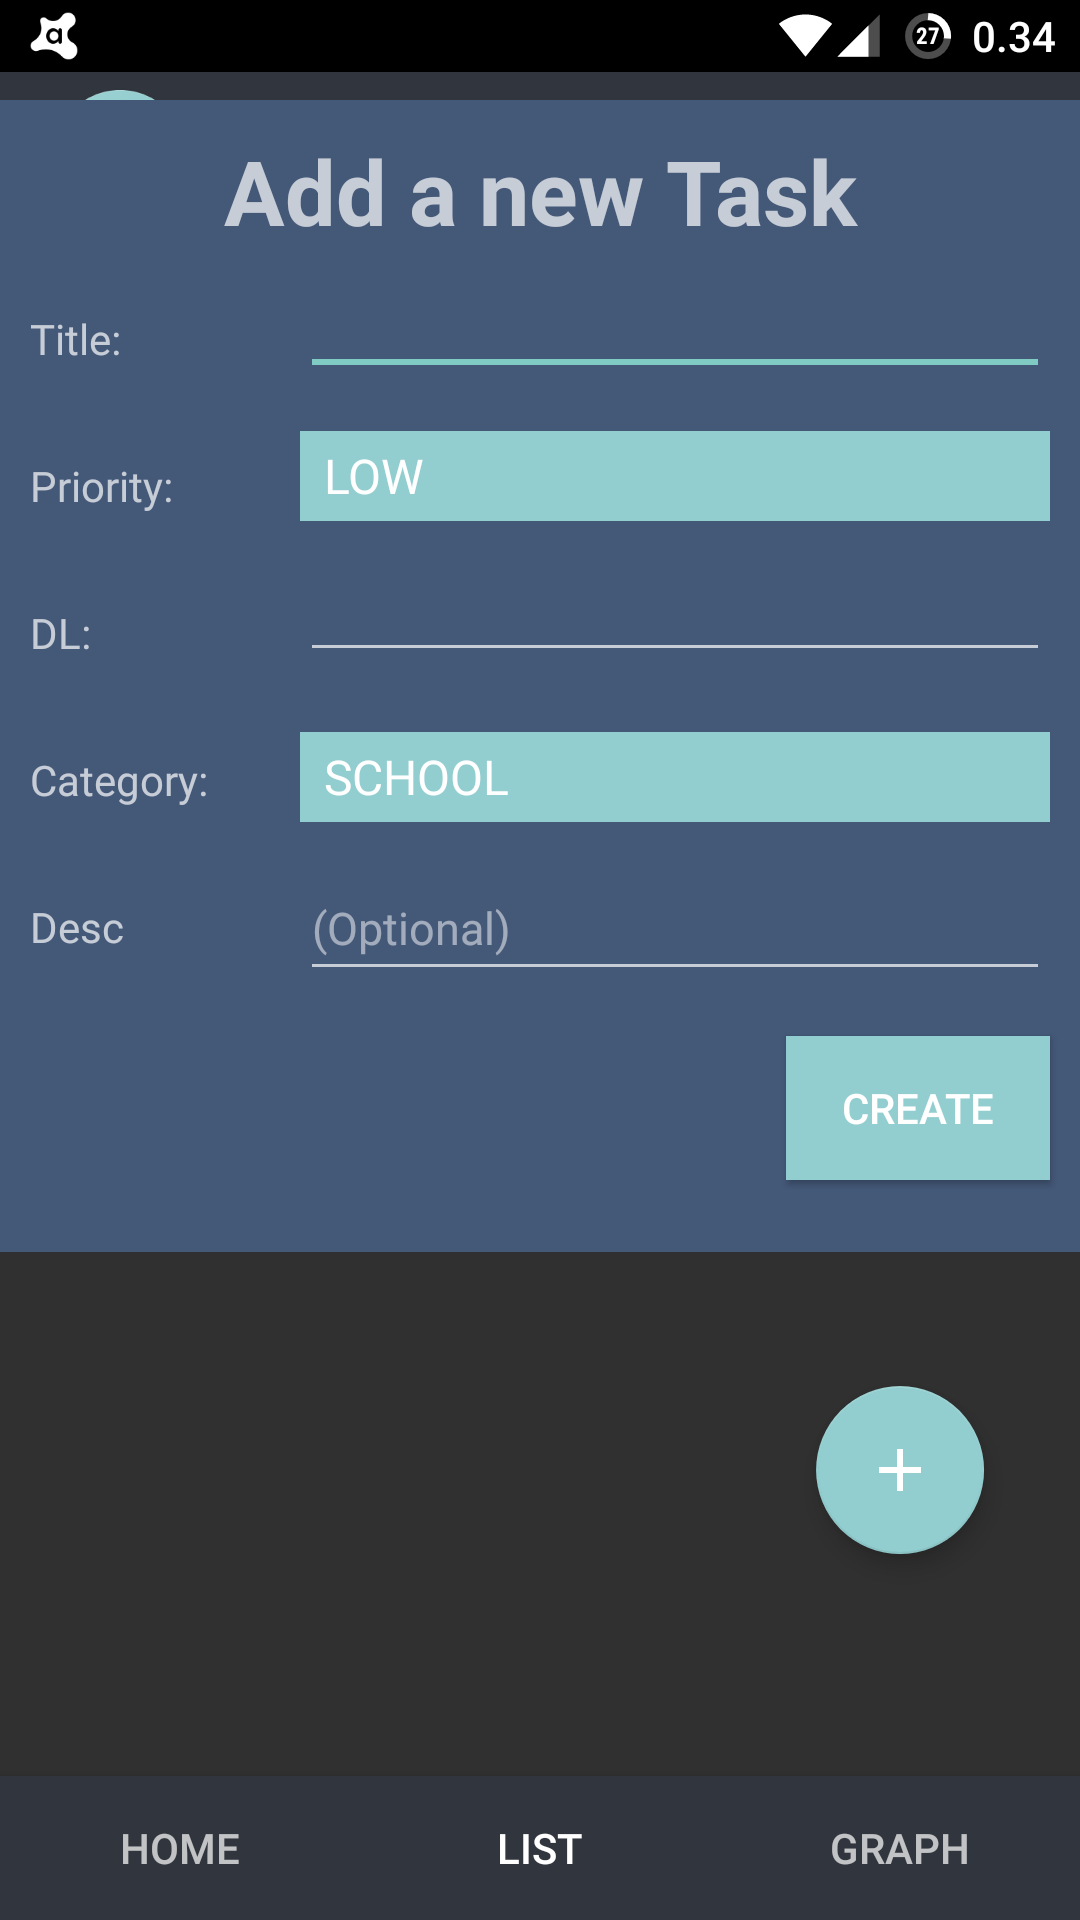 a 27 0.34
Add a new Task
Title:
Priority: LOW
DL:
Category: SCHOOL
Desc (Optional)
CREATE
+
HOME LIST GRAPH